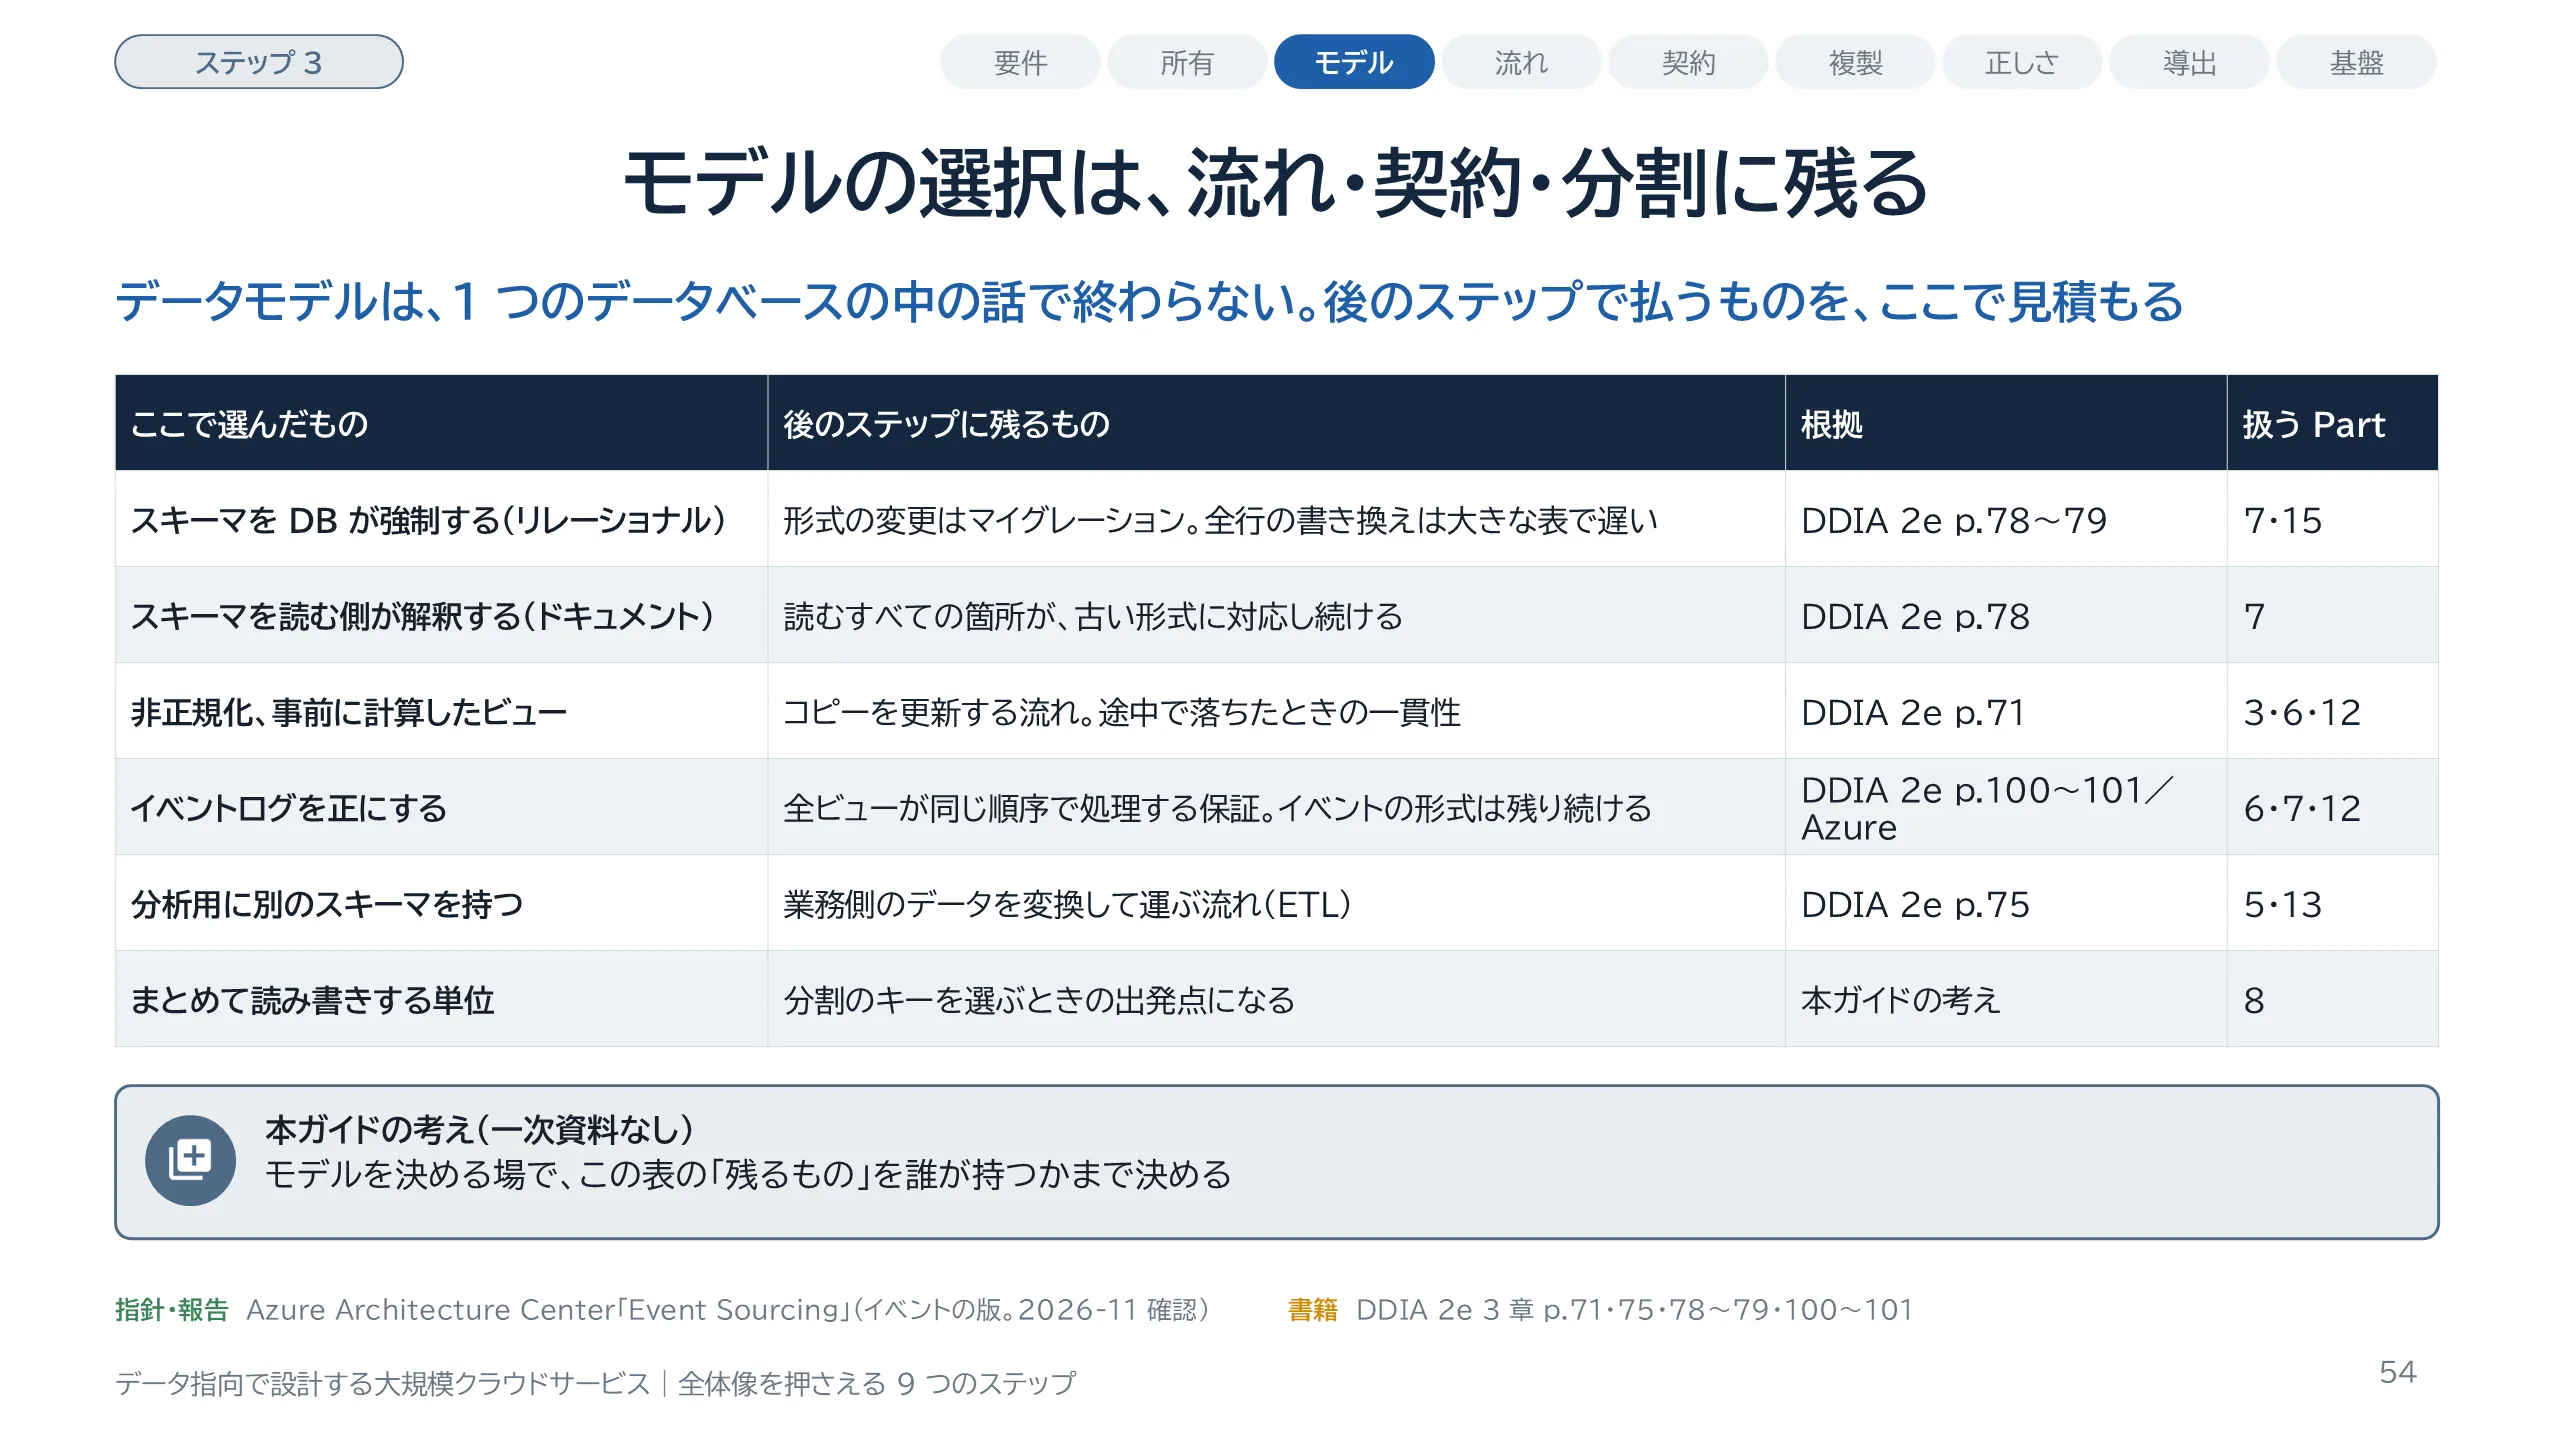 ステップ 3
要件
所有
モデル
流れ
契約
複製
正しさ
導出
基盤
モデルの選択は、流れ・契約・分割に残る
データモデルは、1 つのデータベースの中の話で終わらない。後のステップで払うものを、ここで見積もる
ここで選んだもの
後のステップに残るもの
根拠
扱う Part
スキーマを DB が強制する（リレーショナル）
形式の変更はマイグレーション。全行の書き換えは大きな表で遅い
DDIA 2e p.78〜79
7・15
スキーマを読む側が解釈する（ドキュメント）
読むすべての箇所が、古い形式に対応し続ける
DDIA 2e p.78
7
非正規化、事前に計算したビュー
コピーを更新する流れ。途中で落ちたときの一貫性
DDIA 2e p.71
3・6・12
イベントログを正にする
全ビューが同じ順序で処理する保証。イベントの形式は残り続ける
DDIA 2e p.100〜101／
Azure
6・7・12
分析用に別のスキーマを持つ
業務側のデータを変換して運ぶ流れ（ETL）
DDIA 2e p.75
5・13
まとめて読み書きする単位
分割のキーを選ぶときの出発点になる
本ガイドの考え
8
本ガイドの考え（一次資料なし）
モデルを決める場で、この表の「残るもの」を誰が持つかまで決める
指針・報告 Azure Architecture Center「Event Sourcing」（イベントの版。2026-11 確認）
書籍 DDIA 2e 3 章 p.71・75・78〜79・100〜101
データ指向で設計する大規模クラウドサービス｜全体像を押さえる 9 つのステップ
54